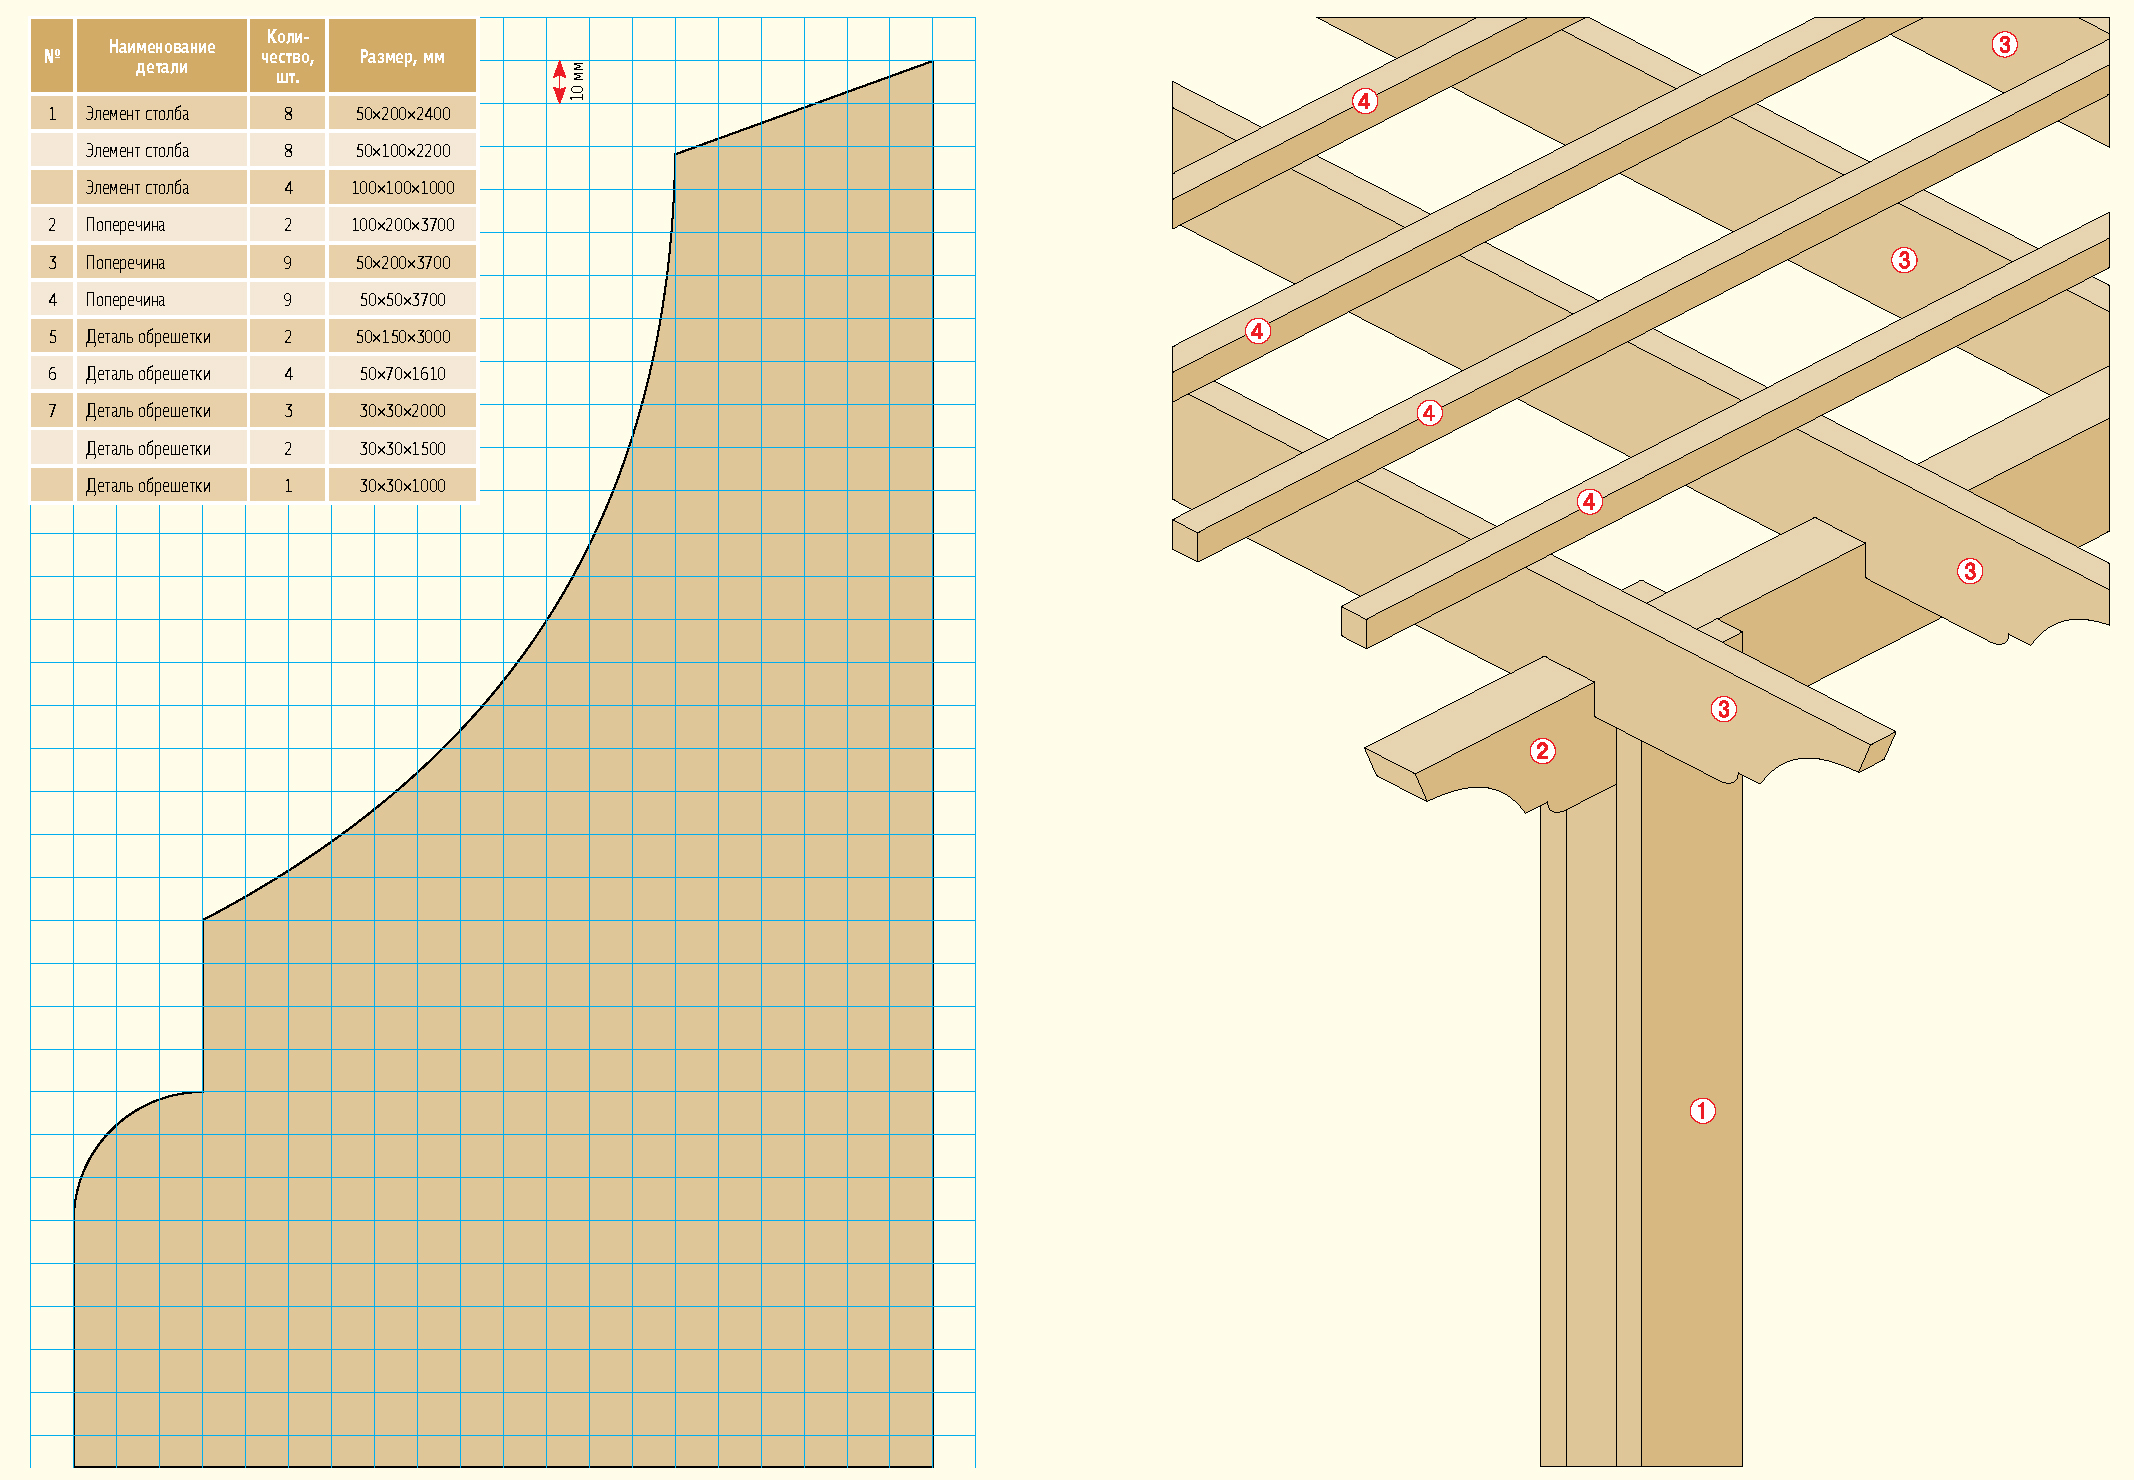 № Наименование детали Коли-чество, шт. Размер, мм
1 Элемент столба 8 50×200×2400
Элемент столба 8 50×100×2200
Элемент столба 4 100×100×1000
2 Поперечина 2 100×200×3700
3 Поперечина 9 50×200×3700
4 Поперечина 9 50×50×3700
5 Деталь обрешетки 2 50×150×3000
6 Деталь обрешетки 4 50×70×1610
7 Деталь обрешетки 3 30×30×2000
Деталь обрешетки 2 30×30×1500
Деталь обрешетки 1 30×30×1000
10 мм
3
4
3
4
4
4
3
3
2
1